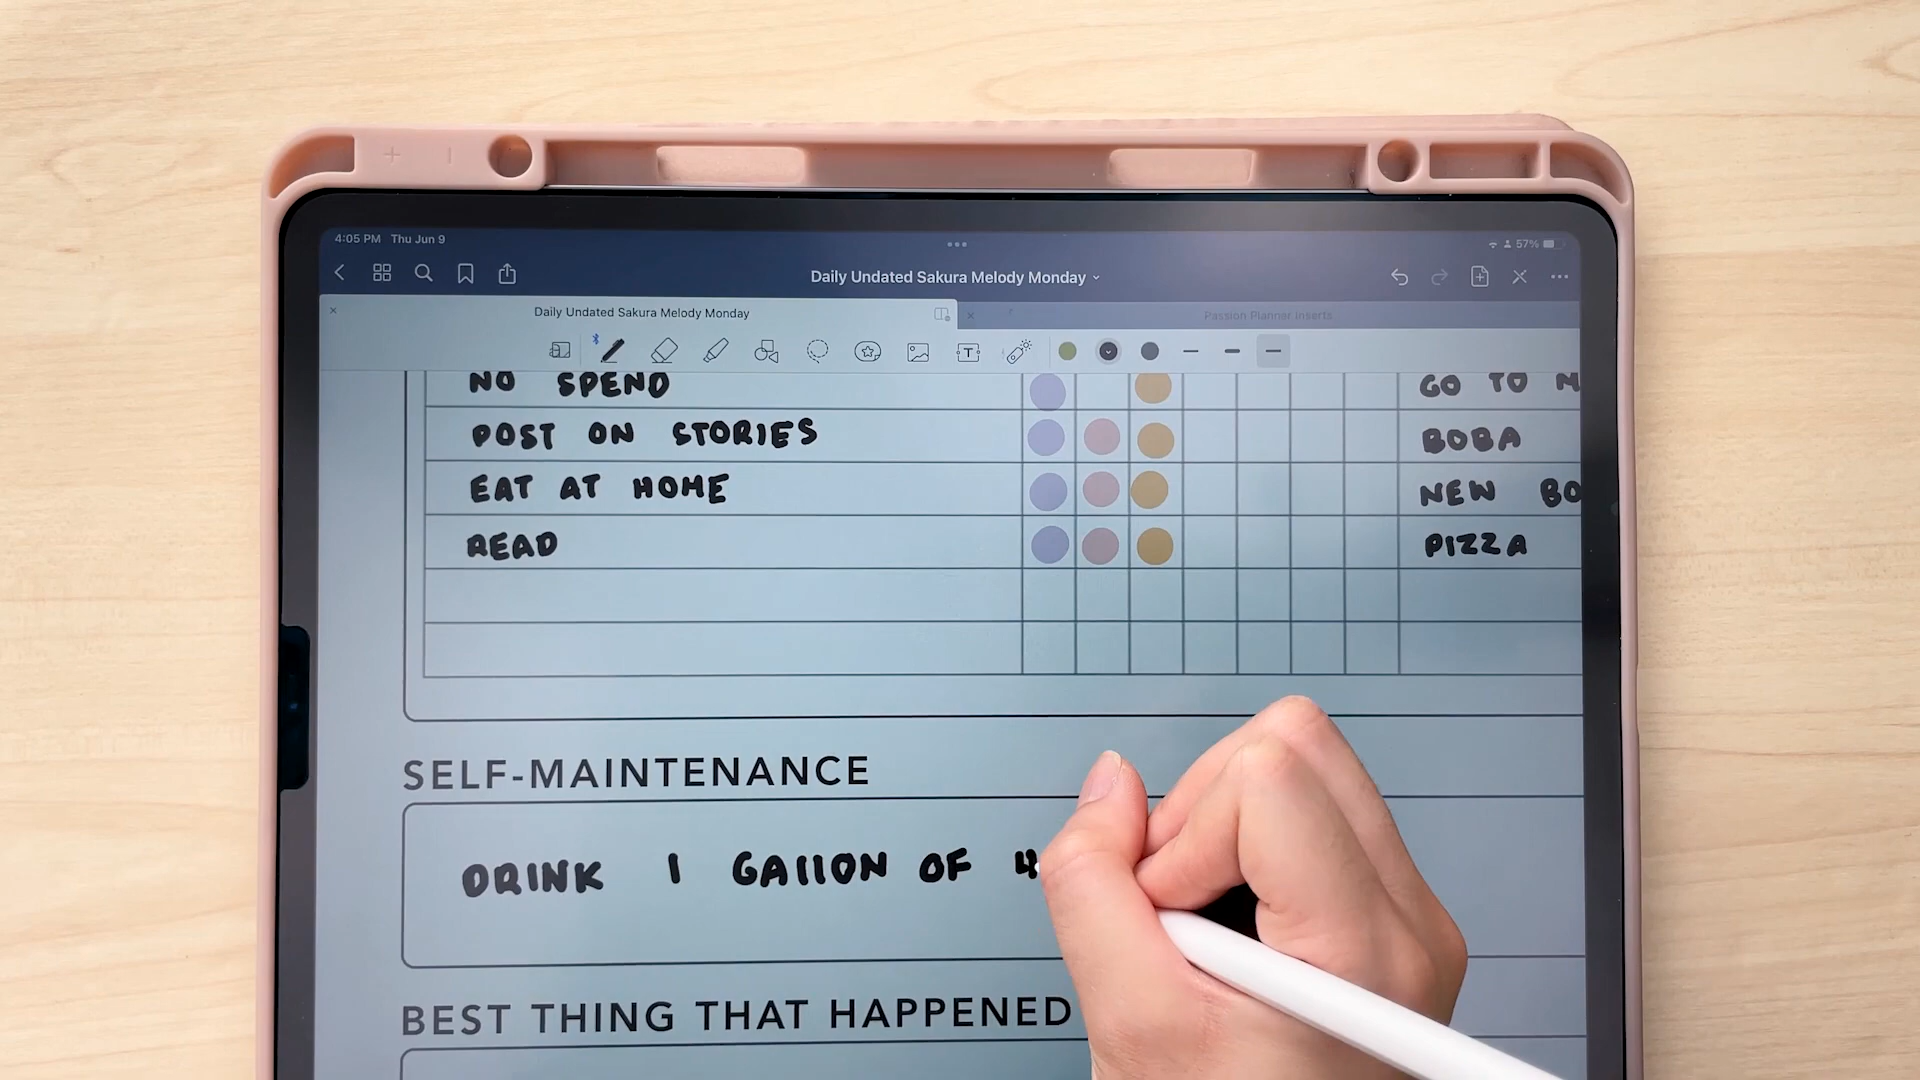 4:05 PM Thu Jun 9
57%
Daily Undated Sakura Melody Monday
Daily Undated Sakura Melody Monday
Passion Planner Inserts
NO SPEND
GO TO
POST ON STORIES
BOBA
EAT AT HOME
NEW BO
READ
PIZZA
SELF-MAINTENANCE
DRINK 1 GAllON OF
BEST THING THAT HAPPENED